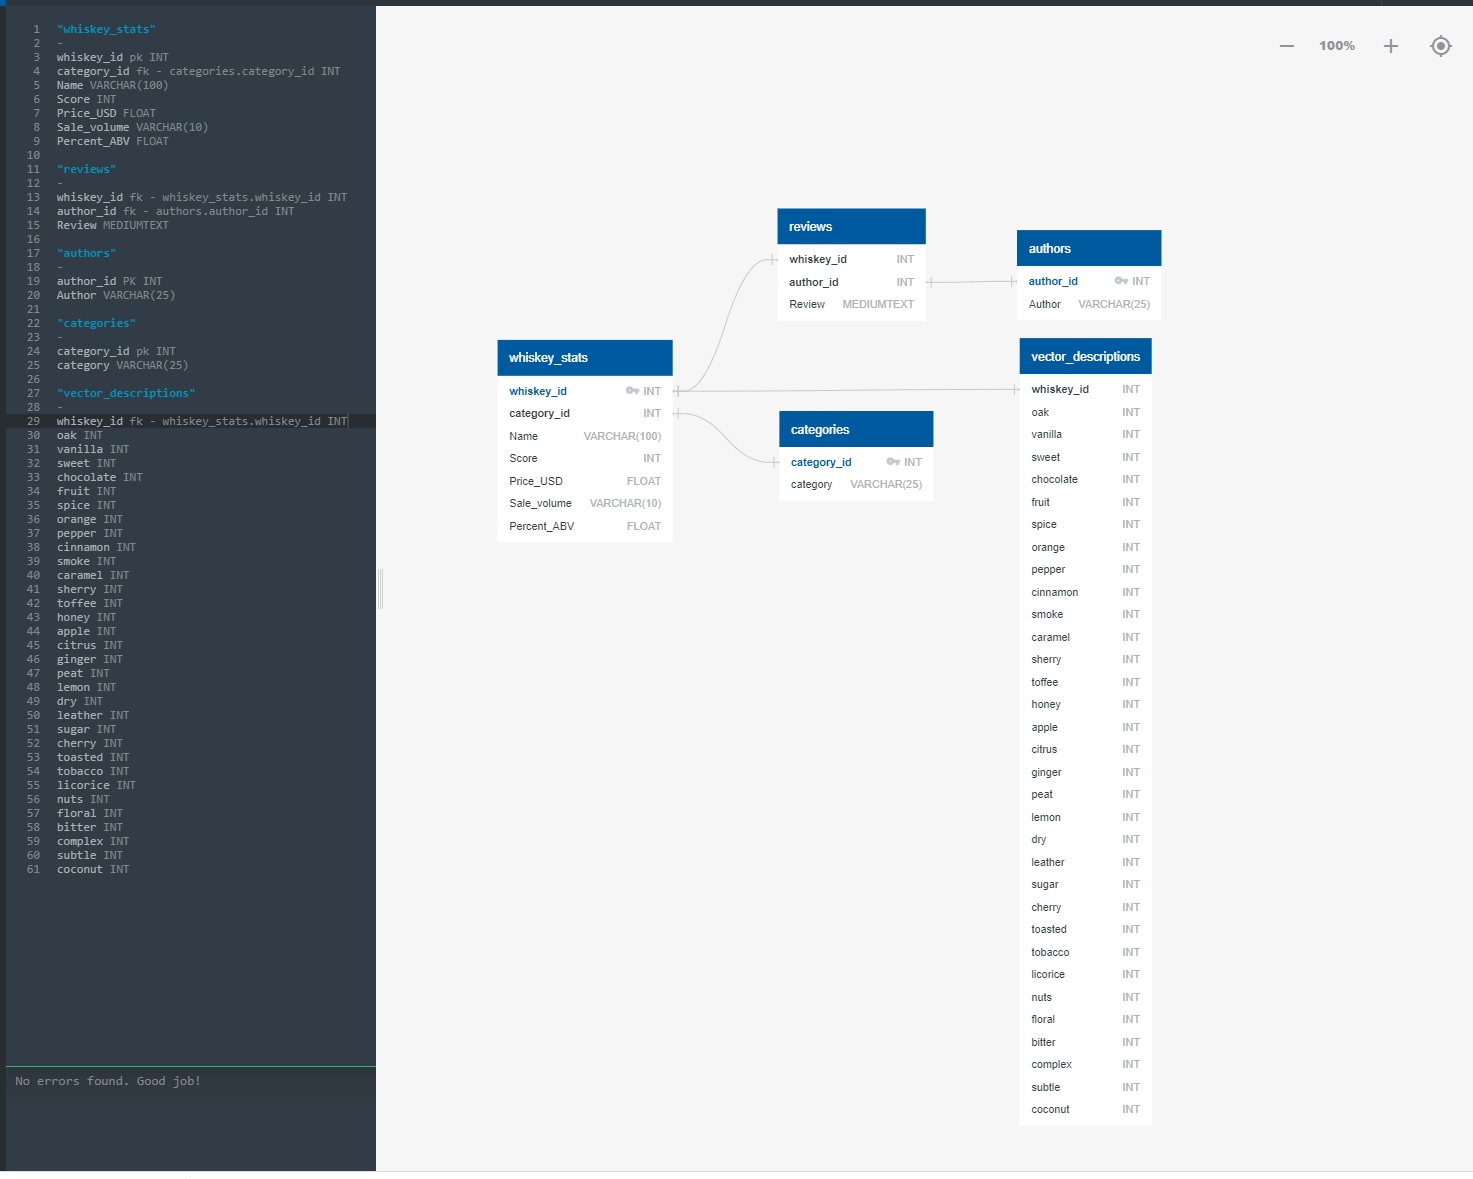 1 "whiskey_stats"
2 -
3 whiskey_id pk INT
4 category_id fk - categories.category_id INT
5 Name VARCHAR(100)
6 Score INT
7 Price_USD FLOAT
8 Sale_volume VARCHAR(10)
9 Percent_ABV FLOAT
10
11 "reviews"
12 -
13 whiskey_id fk - whiskey_stats.whiskey_id INT
14 author_id fk - authors.author_id INT
15 Review MEDIUMTEXT
16
17 "authors"
18 -
19 author_id PK INT
20 Author VARCHAR(25)
21
22 "categories"
23 -
24 category_id pk INT
25 category VARCHAR(25)
26
27 "vector_descriptions"
28 -
29 whiskey_id fk - whiskey_stats.whiskey_id INT
30 oak INT
31 vanilla INT
32 sweet INT
33 chocolate INT
34 fruit INT
35 spice INT
36 orange INT
37 pepper INT
38 cinnamon INT
39 smoke INT
40 caramel INT
41 sherry INT
42 toffee INT
43 honey INT
44 apple INT
45 citrus INT
46 ginger INT
47 peat INT
48 lemon INT
49 dry INT
50 leather INT
51 sugar INT
52 cherry INT
53 toasted INT
54 tobacco INT
55 licorice INT
56 nuts INT
57 floral INT
58 bitter INT
59 complex INT
60 subtle INT
61 coconut INT
No errors found. Good job!
100%
whiskey_stats
whiskey_id INT
category_id INT
Name VARCHAR(100)
Score INT
Price_USD FLOAT
Sale_volume VARCHAR(10)
Percent_ABV FLOAT
reviews
whiskey_id INT
author_id INT
Review MEDIUMTEXT
categories
category_id INT
category VARCHAR(25)
authors
author_id INT
Author VARCHAR(25)
vector_descriptions
whiskey_id INT
oak INT
vanilla INT
sweet INT
chocolate INT
fruit INT
spice INT
orange INT
pepper INT
cinnamon INT
smoke INT
caramel INT
sherry INT
toffee INT
honey INT
apple INT
citrus INT
ginger INT
peat INT
lemon INT
dry INT
leather INT
sugar INT
cherry INT
toasted INT
tobacco INT
licorice INT
nuts INT
floral INT
bitter INT
complex INT
subtle INT
coconut INT